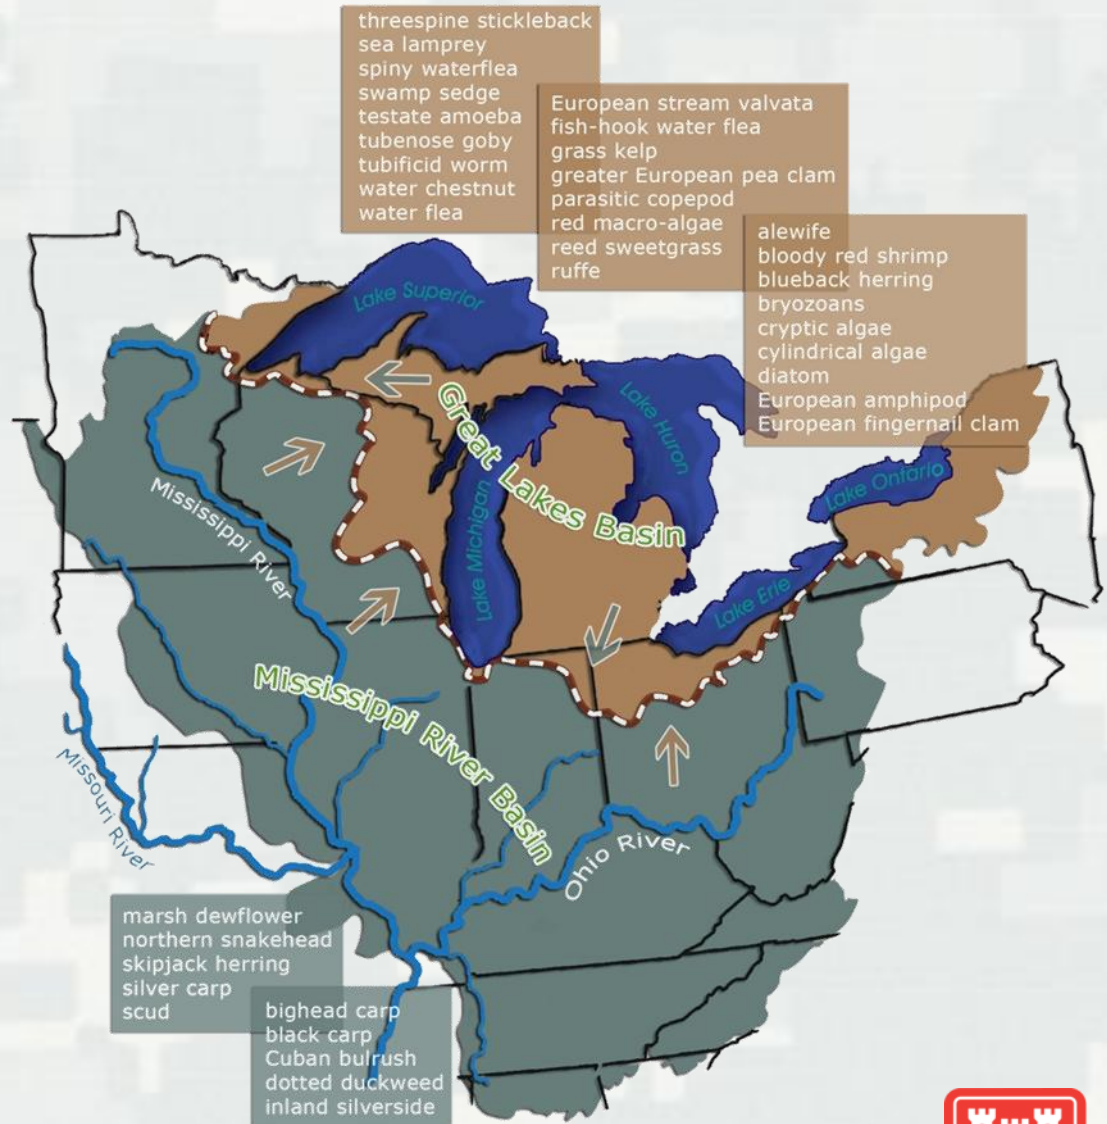 threespine stickleback
sea lamprey
spiny waterflea
swamp sedge
testate amoeba
tubenose goby
tubificid worm
water chestnut
water flea
European stream valvata
fish-hook water flea
grass kelp
greater European pea clam
parasitic copepod
red macro-algae
reed sweetgrass
ruffe
alewife
bloody red shrimp
blueback herring
bryozoans
cryptic algae
cylindrical algae
diatom
European amphipod
European fingernail clam
Lake Superior
Lake Huron
Great Lakes Basin
Lake Michigan
Lake Ontario
Lake Erie
Mississippi River
Mississippi River Basin
Missouri River
Ohio River
marsh dewflower
northern snakehead
skipjack herring
silver carp
scud
bighead carp
black carp
Cuban bulrush
dotted duckweed
inland silverside